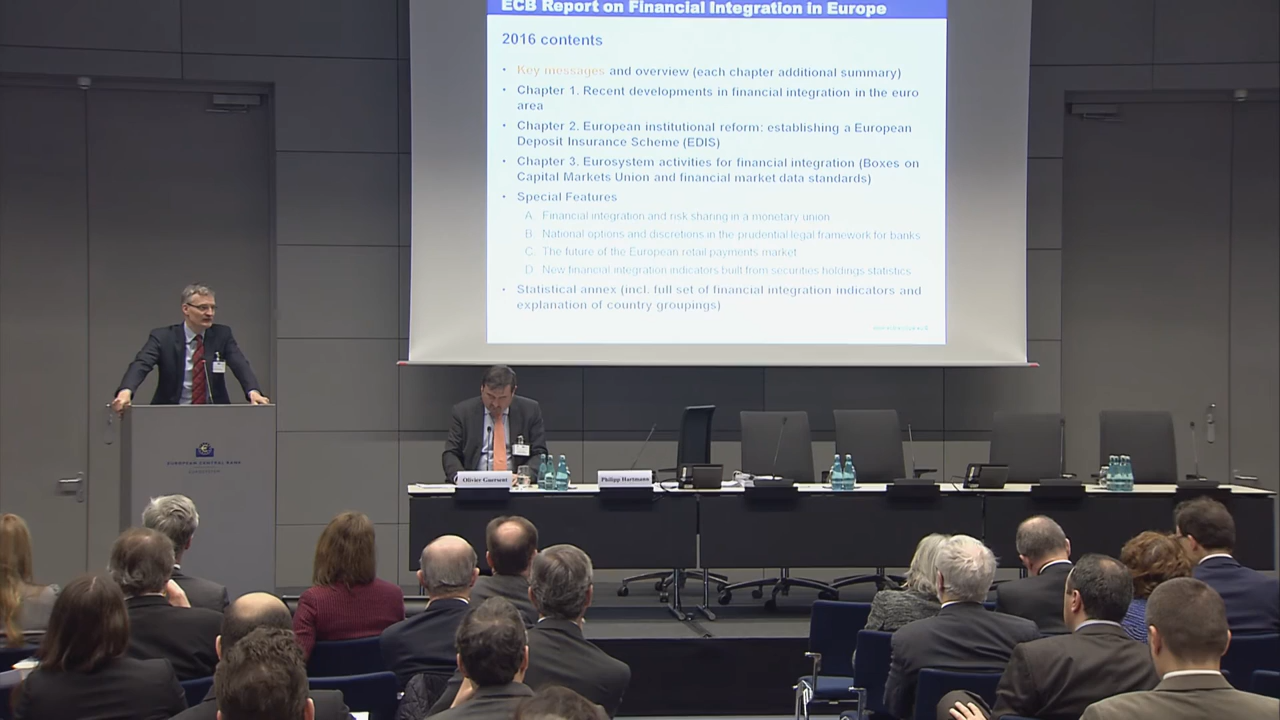 ECB Report on Financial Integration in Europe
2016 contents
• Key messages and overview (each chapter additional summary)
• Chapter 1. Recent developments in financial integration in the euro
area
• Chapter 2. European institutional reform: establishing a European
Deposit Insurance Scheme (EDIS)
• Chapter 3. Eurosystem activities for financial integration (Boxes on
Capital Markets Union and financial market data standards)
• Special Features
A. Financial integration and risk sharing in a monetary union
B. National options and discretions in the prudential legal framework for banks
C. The future of the European retail payments market
D. New financial integration indicators built from securities holdings statistics
• Statistical annex (incl. full set of financial integration indicators and
explanation of country groupings)
EUROPEAN CENTRAL BANK
EUROSYSTEM
Olivier Guersent
Philipp Hartmann